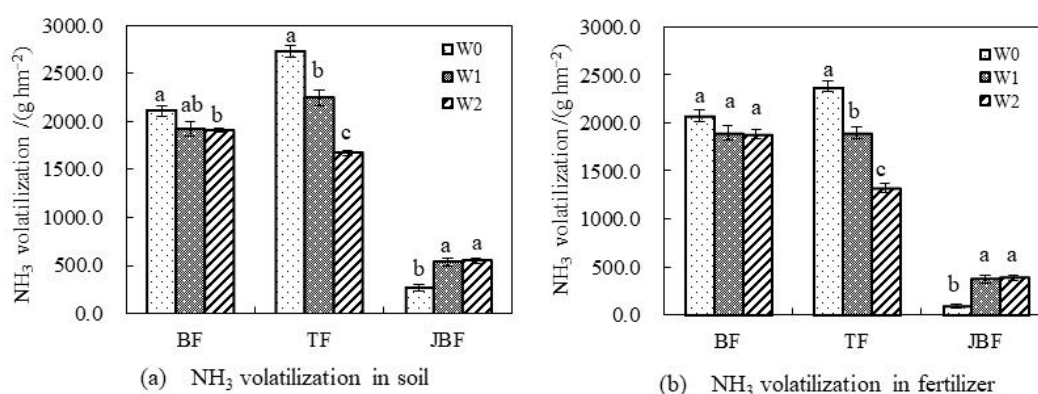 NH₃ volatilization /(g hm⁻²)
3000.0
2500.0
2000.0
1500.0
1000.0
500.0
0.0
W0
W1
W2
a ab b
a b c
b a a
BF TF JBF
(a) NH₃ volatilization in soil
NH₃ volatilization /(g hm⁻²)
3000.0
2500.0
2000.0
1500.0
1000.0
500.0
0.0
W0
W1
W2
a a a
a b c
b a a
BF TF JBF
(b) NH₃ volatilization in fertilizer